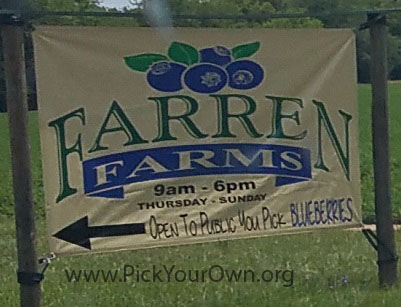 FARREN
FARMS
9am - 6pm
THURSDAY - SUNDAY
OPEN TO PUBLIC YOU PICK BLUEBERRIES
www.PickYourOwn.org